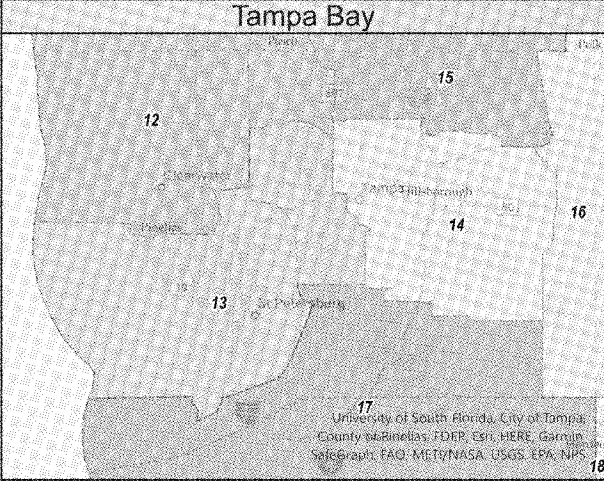 Tampa Bay
Pasco
Polk
15
12
Clearwater
Tampa
Hillsborough
16
Pinellas
14
13
St Petersburg
17
University of South Florida, City of Tampa,
County of Pinellas, FDEP, Esri, HERE, Garmin,
SafeGraph, FAO, METI/NASA, USGS, EPA, NPS
18